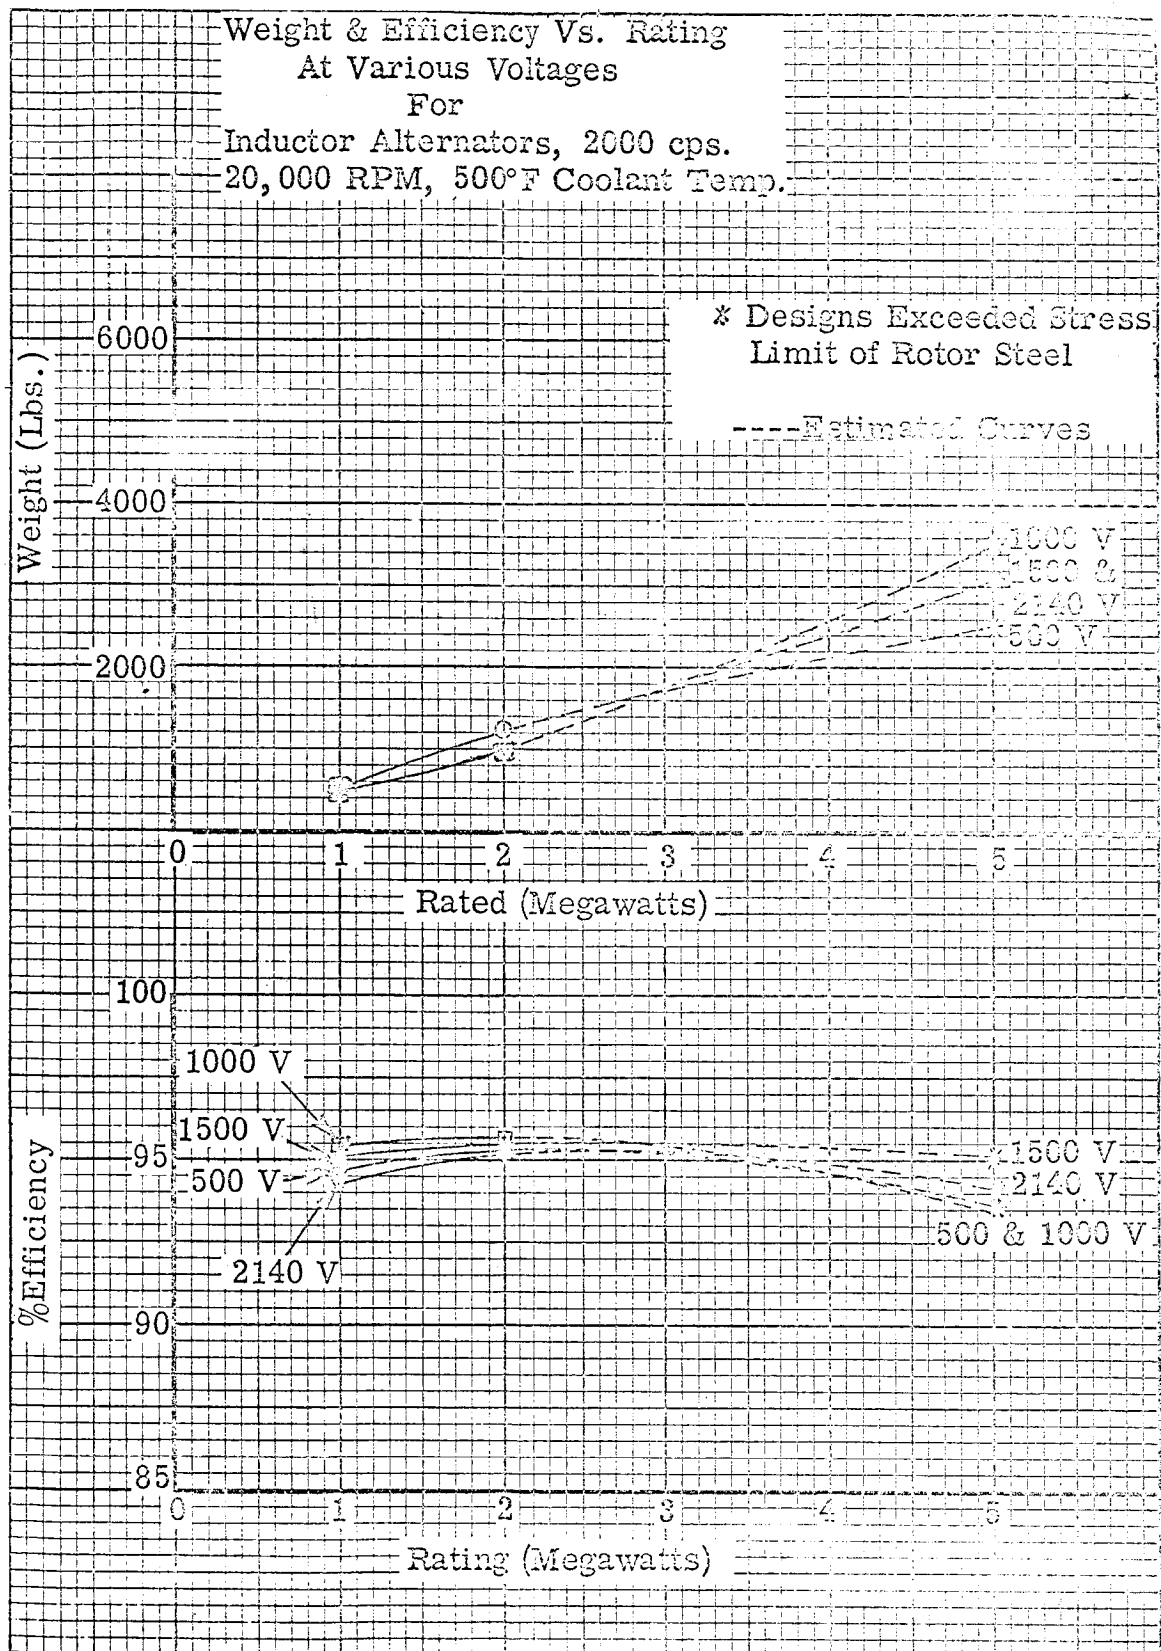 Weight & Efficiency Vs. Rating
At Various Voltages
For
Inductor Alternators, 2000 cps.
20,000 RPM, 500°F Coolant Temp.
* Designs Exceeded Stress
Limit of Rotor Steel
----Estimated Curves
Weight (Lbs.)
6000
4000
2000
1000 V
1500 &
2140 V
500 V
0 1 2 3 4 5
Rated (Megawatts)
%Efficiency
100
95
90
85
1000 V
1500 V
500 V
2140 V
1500 V
2140 V
500 & 1000 V
0 1 2 3 4 5
Rating (Megawatts)